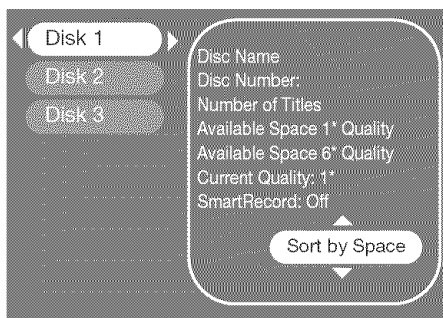 Disk 1
Disk 2
Disk 3
Disc Name
Disc Number:
Number of Titles
Available Space 1* Quality
Available Space 6* Quality
Current Quality: 1*
SmartRecord: Off
Sort by Space